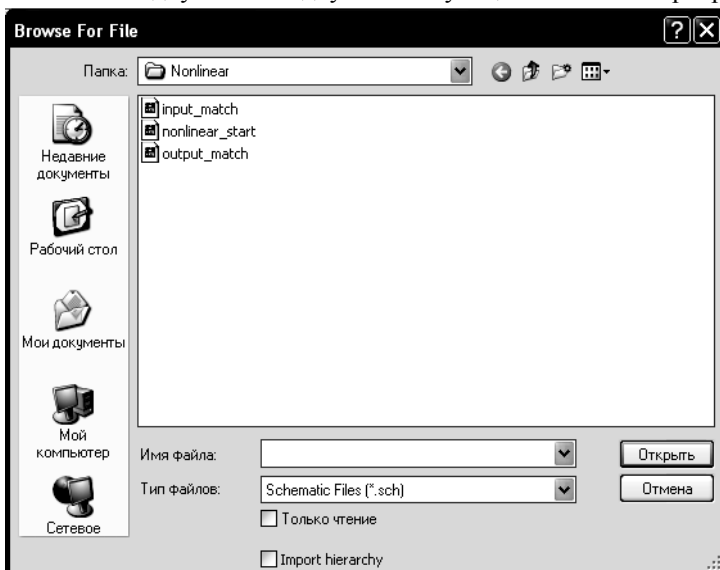 Browse For File
Папка: Nonlinear
input_match
nonlinear_start
output_match
Недавние
документы
Рабочий стол
Мои документы
Мой
компьютер
Сетевое
Имя файла:
Открыть
Тип файлов: Schematic Files (*.sch)
Отмена
Только чтение
Import hierarchy